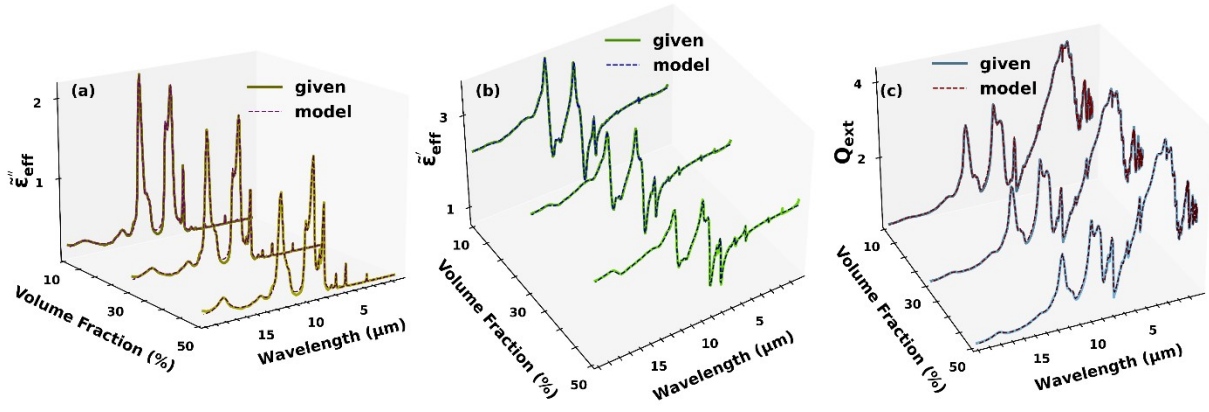 (a)
given
model
2
1
ε̃''eff
10
30
50
Volume Fraction (%)
15
10
5
Wavelength (μm)
(b)
given
model
3
1
ε̃'eff
10
30
50
Volume Fraction (%)
15
10
5
Wavelength (μm)
(c)
given
model
4
2
Qext
10
30
50
Volume Fraction (%)
15
10
5
Wavelength (μm)